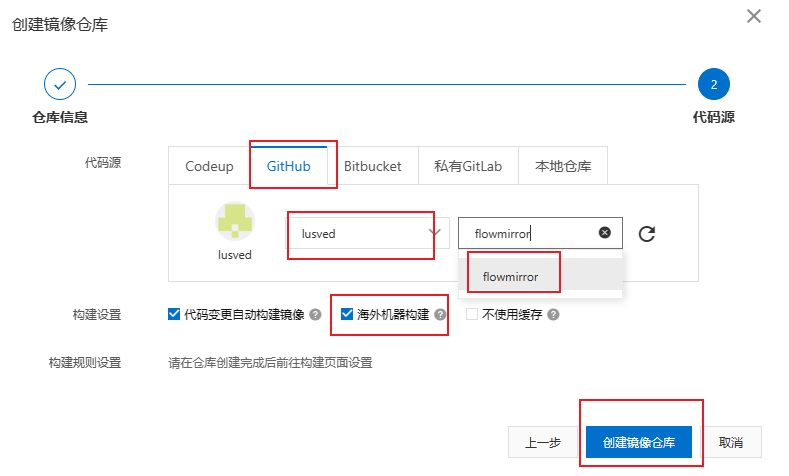 创建镜像仓库
2
仓库信息
代码源
代码源
Codeup
GitHub
Bitbucket
私有GitLab
本地仓库
lusved
flowmirror
lusved
flowmirror
构建设置
代码变更自动构建镜像
海外机器构建
不使用缓存
构建规则设置
请在仓库创建完成后前往构建页面设置
上一步
创建镜像仓库
取消